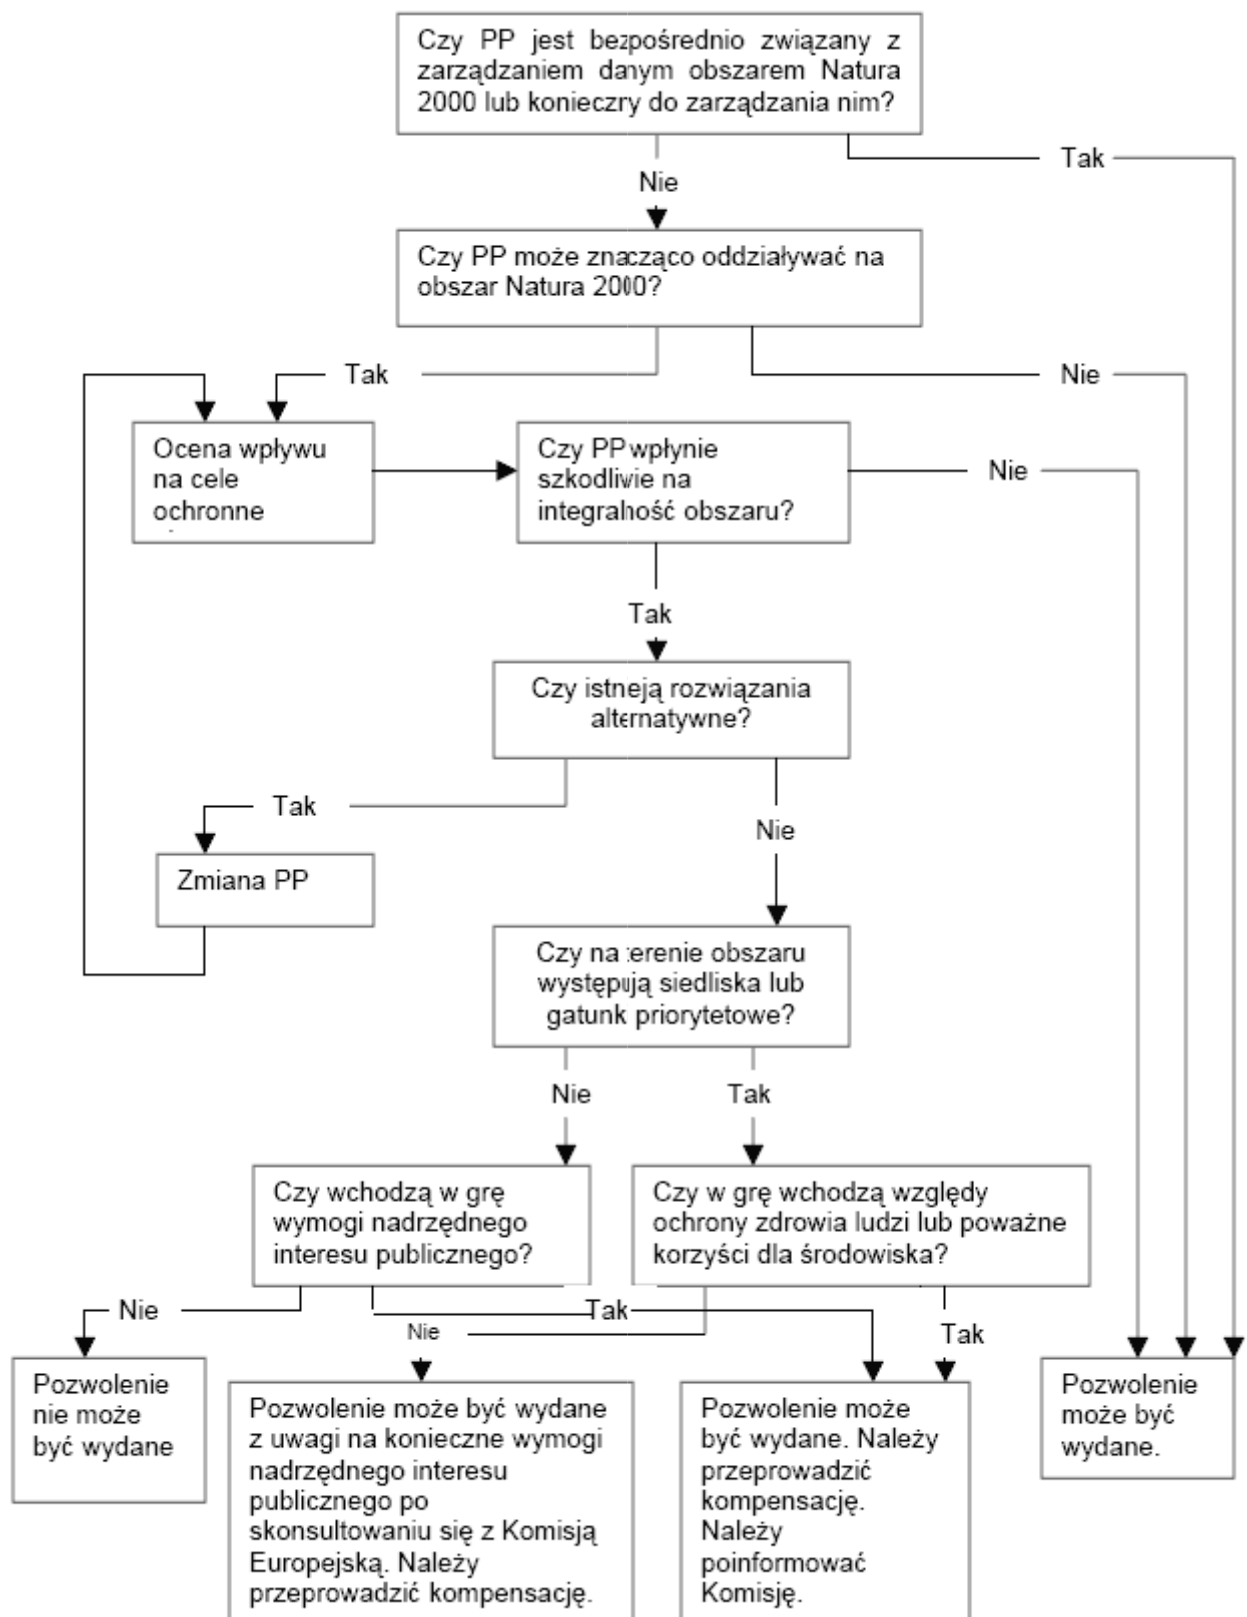 Czy PP jest bezpośrednio związany z
zarządzaniem danym obszarem Natura
2000 lub konieczry do zarządzania nim?
Tak
Nie
Czy PP może znacząco oddziaływać na
obszar Natura 2000?
Tak
Nie
Ocena wpływu
na cele
ochronne
Czy PP wpłynie
szkodliwie na
integralność obszaru?
Nie
Tak
Czy istneją rozwiązania
alternatywne?
Tak
Nie
Zmiana PP
Czy na terenie obszaru
występują siedliska lub
gatunk priorytetowe?
Nie
Tak
Czy wchodzą w grę
wymogi nadrzędnego
interesu publicznego?
Czy w grę wchodzą względy
ochrony zdrowia ludzi lub poważne
korzyści dla środowiska?
Nie
Tak
Nie
Tak
Pozwolenie
nie może
być wydane
Pozwolenie może być wydane
z uwagi na konieczne wymogi
nadrzędnego interesu
publicznego po
skonsultowaniu się z Komisją
Europejską. Należy
przeprowadzić kompensację.
Pozwolenie może
być wydane. Należy
przeprowadzić
kompensację.
Należy
poinformować
Komisję.
Pozwolenie
może być
wydane.